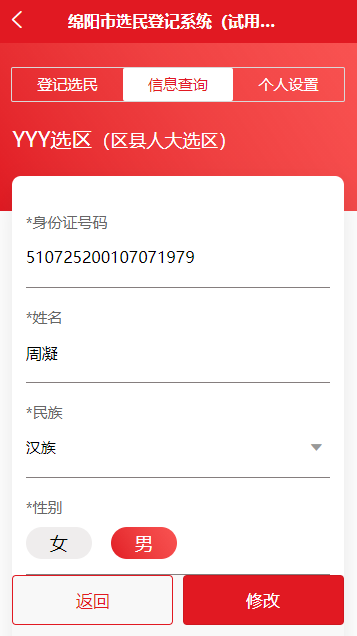 绵阳市选民登记系统（试用...
登记选民 信息查询 个人设置
YYY选区（区县人大选区）
*身份证号码
510725200107071979
*姓名
周凝
*民族
汉族
*性别
女 男
返回 修改